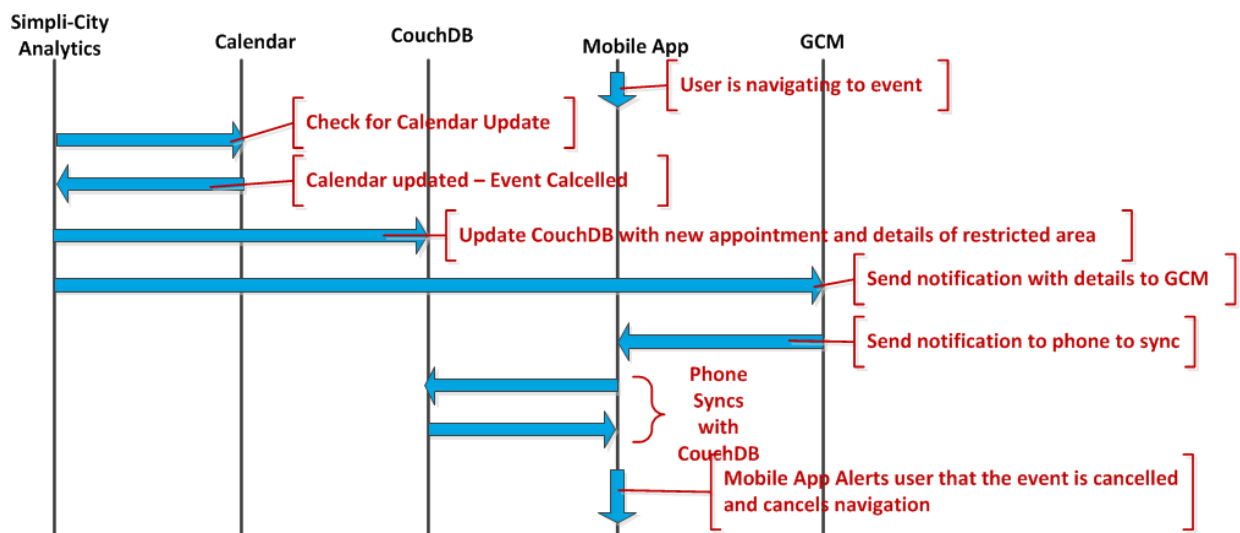 Simpli-City
Analytics
Calendar
CouchDB
Mobile App
GCM
User is navigating to event
Check for Calendar Update
Calendar updated – Event Calcelled
Update CouchDB with new appointment and details of restricted area
Send notification with details to GCM
Send notification to phone to sync
Phone
Syncs
with
CouchDB
Mobile App Alerts user that the event is cancelled
and cancels navigation